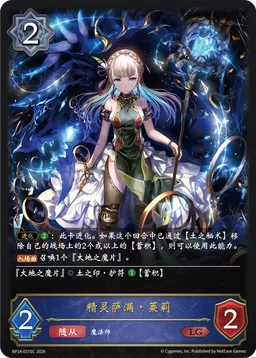 2
进化 2：此卡进化。如果这个回合中已通过【土之秘术】移
除自己的战场上的2个或以上的【蓄积】，则可以使用此能力。
入场曲 召唤1个『大地之魔片』。
『大地之魔片』 土之印・护符 1【蓄积】
精灵萨满・莱莉
2
随从 魔法师 LG
2
BP14-037SC 2026
© Cygames, Inc. Published by NetEase Games